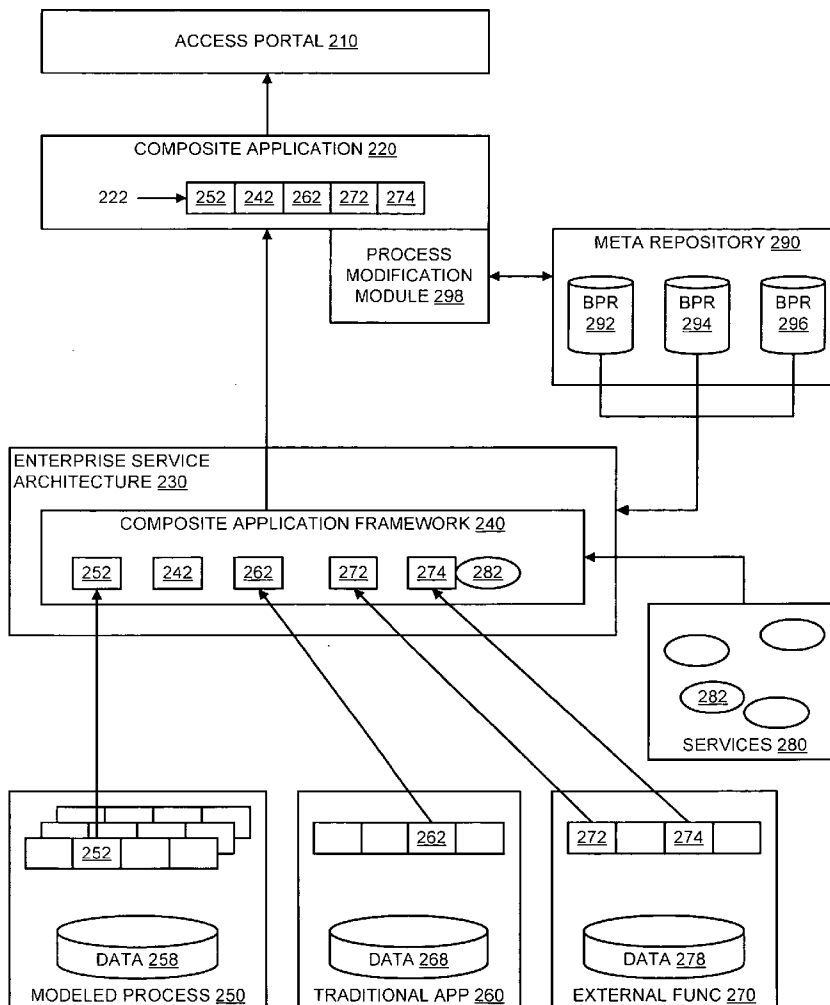 ACCESS PORTAL 210
COMPOSITE APPLICATION 220
222
252 242 262 272 274
PROCESS
MODIFICATION
MODULE 298
META REPOSITORY 290
BPR
292
BPR
294
BPR
296
ENTERPRISE SERVICE
ARCHITECTURE 230
COMPOSITE APPLICATION FRAMEWORK 240
252 242 262 272 274 282
282
SERVICES 280
252
DATA 258
MODELED PROCESS 250
262
DATA 268
TRADITIONAL APP 260
272 274
DATA 278
EXTERNAL FUNC 270